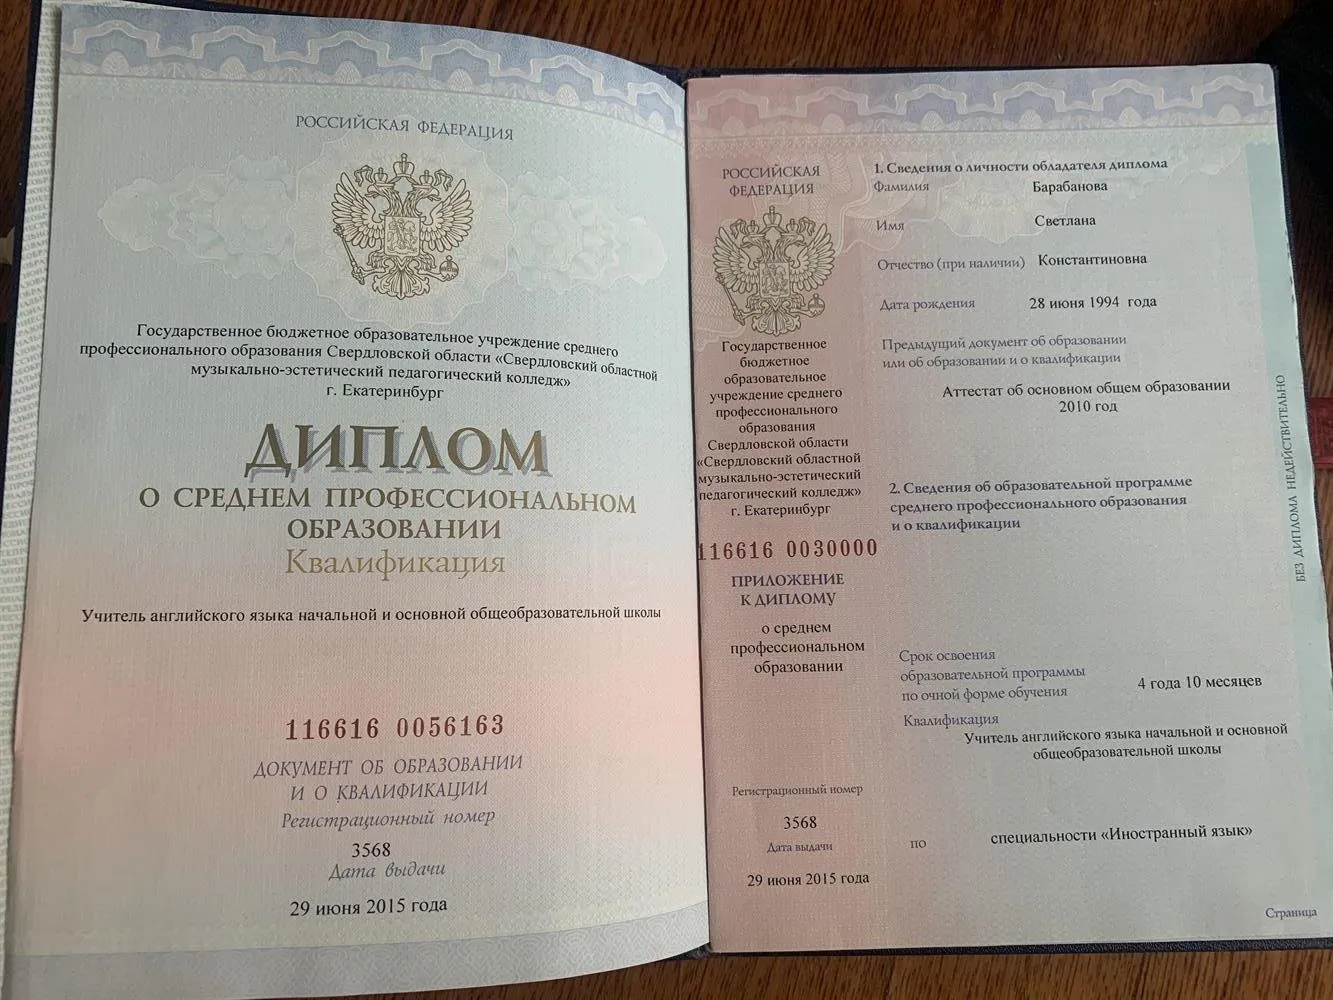 РОССИЙСКАЯ ФЕДЕРАЦИЯ
Государственное бюджетное образовательное учреждение среднего
профессионального образования Свердловской области «Свердловский областной
музыкально-эстетический педагогический колледж»
г. Екатеринбург
ДИПЛОМ
О СРЕДНЕМ ПРОФЕССИОНАЛЬНОМ
ОБРАЗОВАНИИ
Квалификация
Учитель английского языка начальной и основной общеобразовательной школы
116616 0056163
ДОКУМЕНТ ОБ ОБРАЗОВАНИИ
И О КВАЛИФИКАЦИИ
Регистрационный номер
3568
Дата выдачи
29 июня 2015 года
РОССИЙСКАЯ
ФЕДЕРАЦИЯ
Государственное
бюджетное
образовательное
учреждение среднего
профессионального
образования
Свердловской области
«Свердловский областной
музыкально-эстетический
педагогический колледж»
г. Екатеринбург
116616 0030000
ПРИЛОЖЕНИЕ
К ДИПЛОМУ
о среднем
профессиональном
образовании
Регистрационный номер
3568
Дата выдачи
29 июня 2015 года
1. Сведения о личности обладателя диплома
Фамилия Барабанова
Имя Светлана
Отчество (при наличии) Константиновна
Дата рождения 28 июня 1994 года
Предыдущий документ об образовании
или об образовании и о квалификации
Аттестат об основном общем образовании
2010 год
2. Сведения об образовательной программе
среднего профессионального образования
и о квалификации
Срок освоения
образовательной программы
по очной форме обучения 4 года 10 месяцев
Квалификация
Учитель английского языка начальной и основной
общеобразовательной школы
по специальности «Иностранный язык»
Страница
БЕЗ ДИПЛОМА НЕДЕЙСТВИТЕЛЬНО